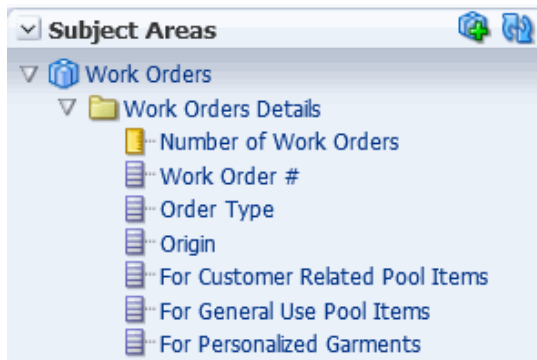 Subject Areas
Work Orders
Work Orders Details
Number of Work Orders
Work Order #
Order Type
Origin
For Customer Related Pool Items
For General Use Pool Items
For Personalized Garments